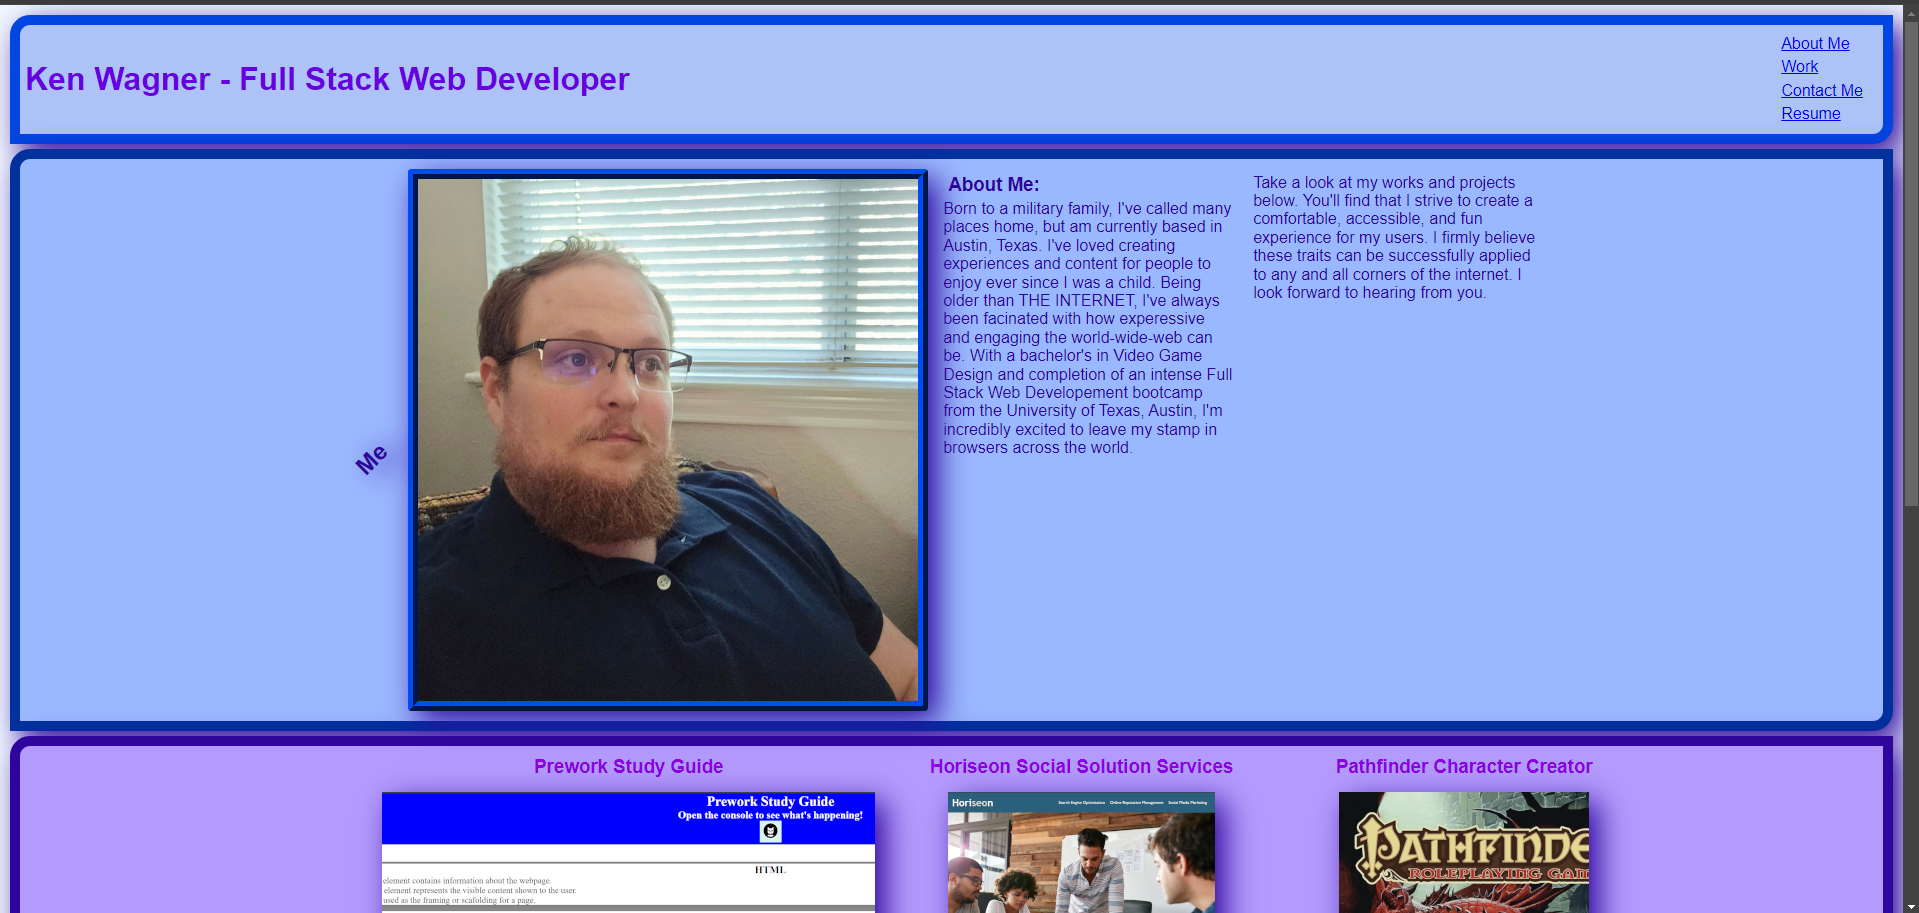 Ken Wagner - Full Stack Web Developer
About Me
Work
Contact Me
Resume
Me
About Me:
Born to a military family, I've called many
places home, but am currently based in
Austin, Texas. I've loved creating
experiences and content for people to
enjoy ever since I was a child. Being
older than THE INTERNET, I've always
been facinated with how experessive
and engaging the world-wide-web can
be. With a bachelor's in Video Game
Design and completion of an intense Full
Stack Web Developement bootcamp
from the University of Texas, Austin, I'm
incredibly excited to leave my stamp in
browsers across the world.
Take a look at my works and projects
below. You'll find that I strive to create a
comfortable, accessible, and fun
experience for my users. I firmly believe
these traits can be successfully applied
to any and all corners of the internet. I
look forward to hearing from you.
Prework Study Guide
Prework Study Guide
Open the console to see what's happening!
HTML
element contains information about the webpage.
element represents the visible content shown to the user.
used as the framing or scafolding for a page.
Horiseon Social Solution Services
Horiseon
Search Engine Optimization Online Reputation Management Social Media Marketing
Pathfinder Character Creator
PATHFINDE
ROLEPLAYING GAM